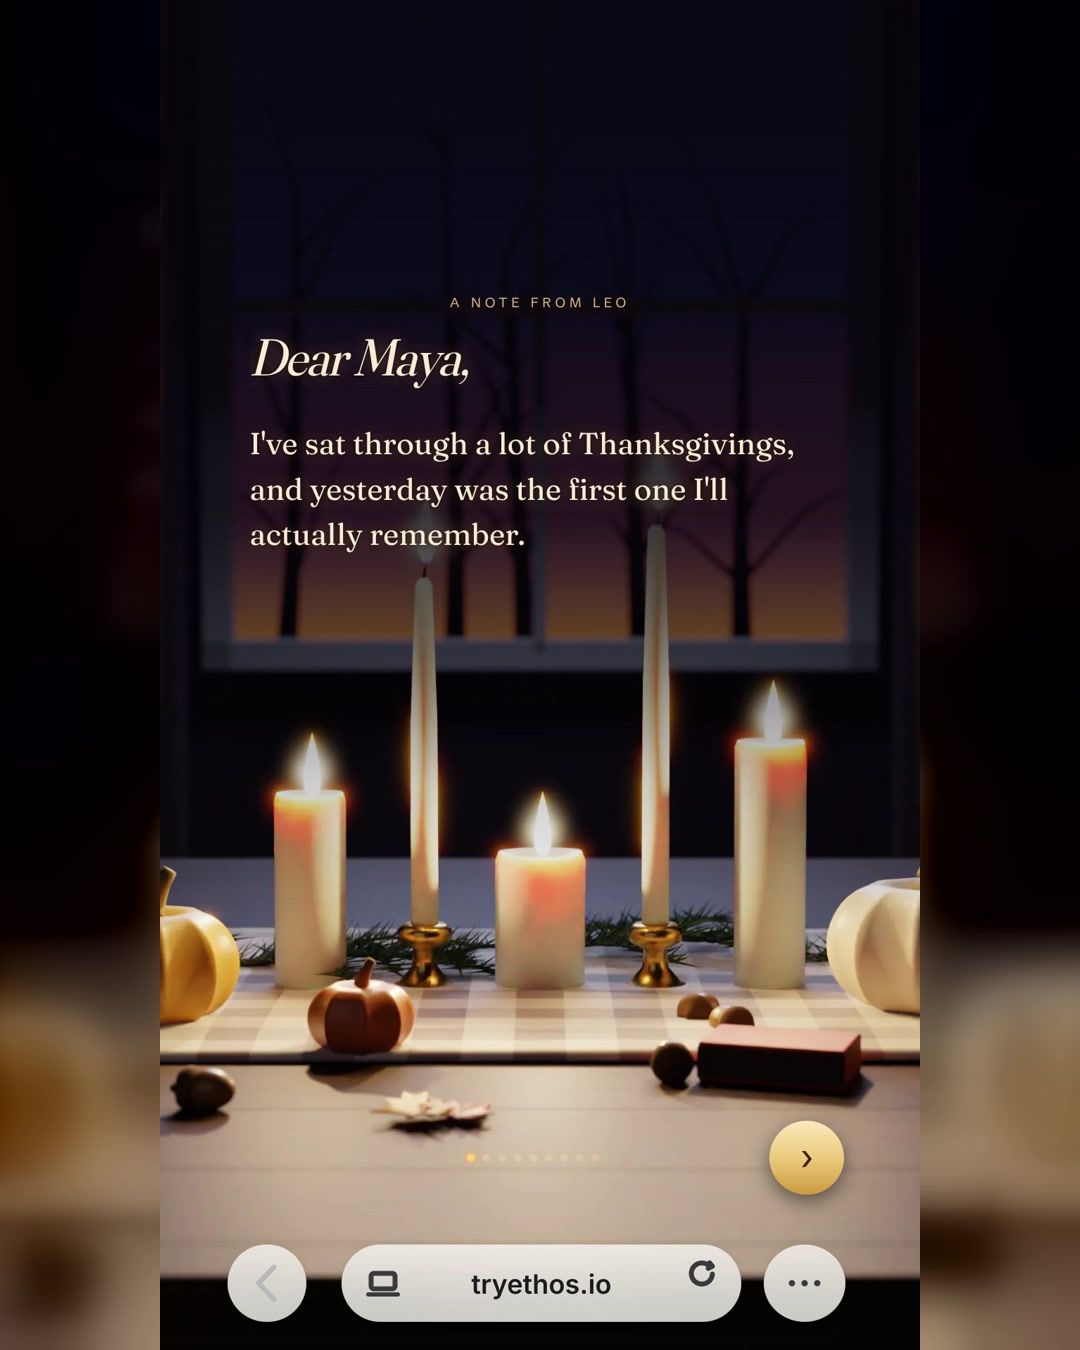 A NOTE FROM LEO
Dear Maya,
I've sat through a lot of Thanksgivings,
and yesterday was the first one I'll
actually remember.
tryethos.io